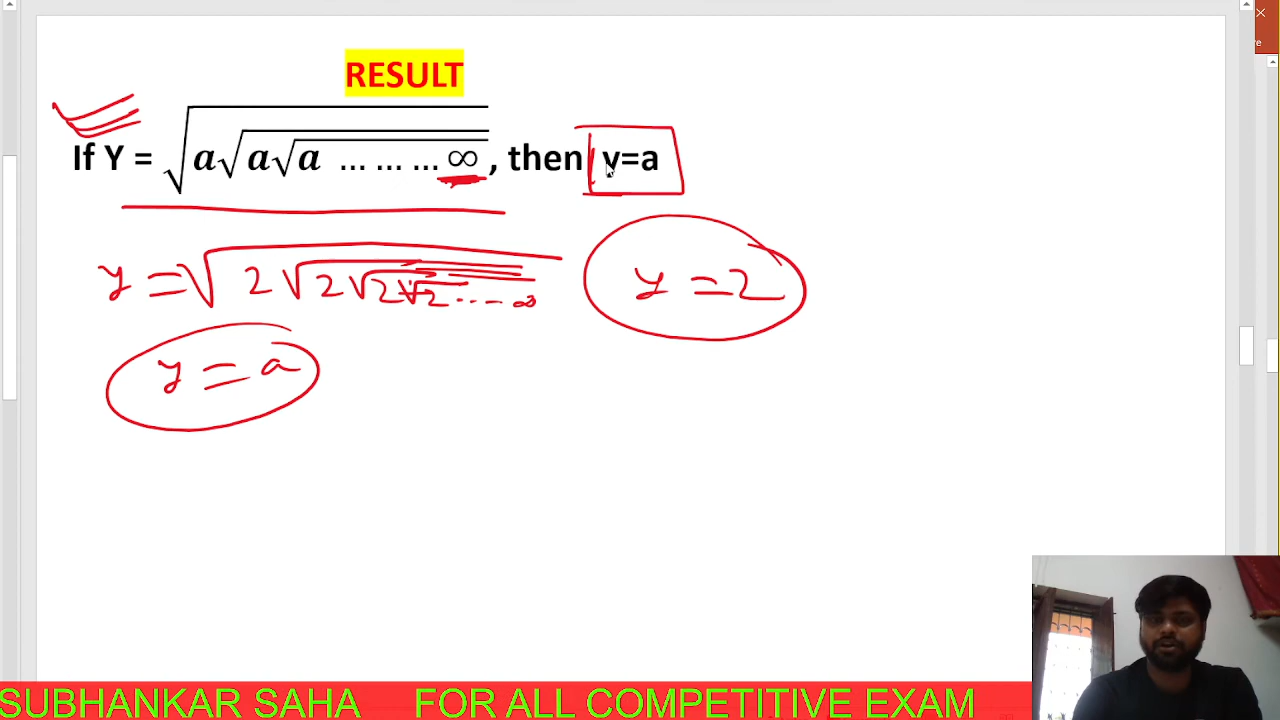 RESULT
If Y = √a√a√a ... ... ... ∞, then y=a
y = √2√2√2√2 ... ∞
y = 2
y = a
SUBHANKAR SAHA FOR ALL COMPETITIVE EXAM